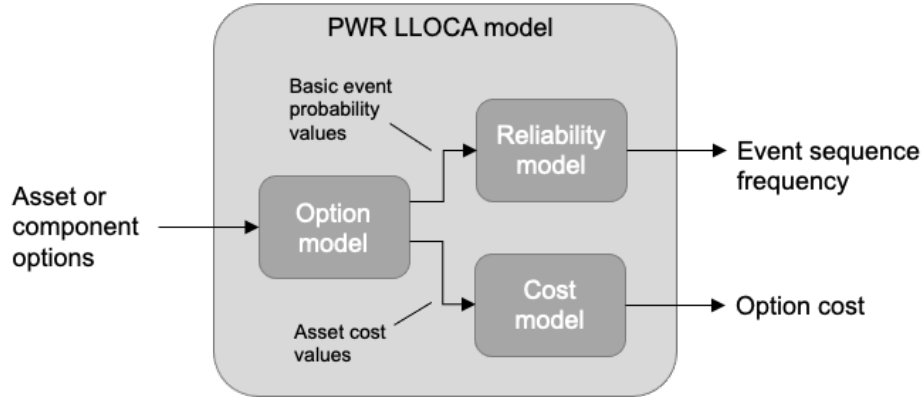 PWR LLOCA model
Basic event
probability
values
Reliability
model
Event sequence
frequency
Asset or
component
options
Option
model
Cost
model
Option cost
Asset cost
values